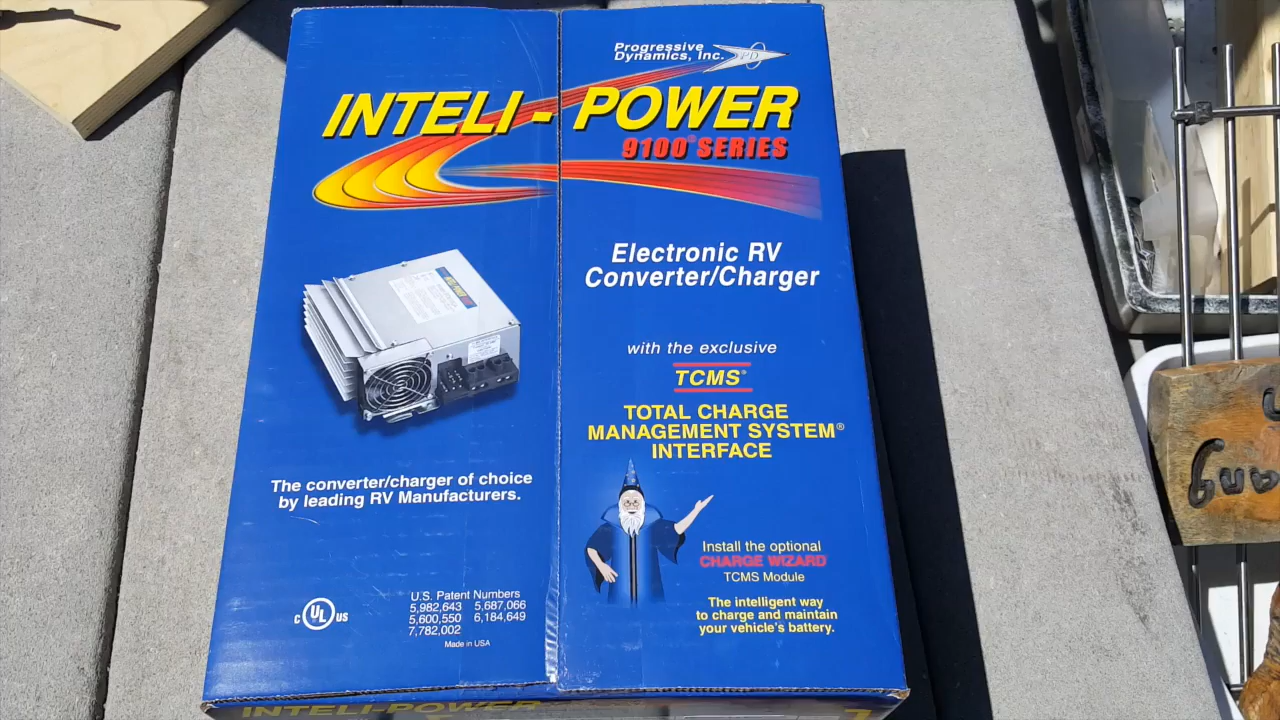 Progressive
Dynamics, Inc.
PD
INTELI-POWER
9100® SERIES
Electronic RV
Converter/Charger
with the exclusive
TCMS®
TOTAL CHARGE
MANAGEMENT SYSTEM®
INTERFACE
The converter/charger of choice
by leading RV Manufacturers.
Install the optional
CHARGE WIZARD
TCMS Module
The intelligent way
to charge and maintain
your vehicle's battery.
C UL US
U.S. Patent Numbers
5,982,643 5,687,066
5,600,550 6,184,649
7,782,002
Made in USA
INTELI-POWER